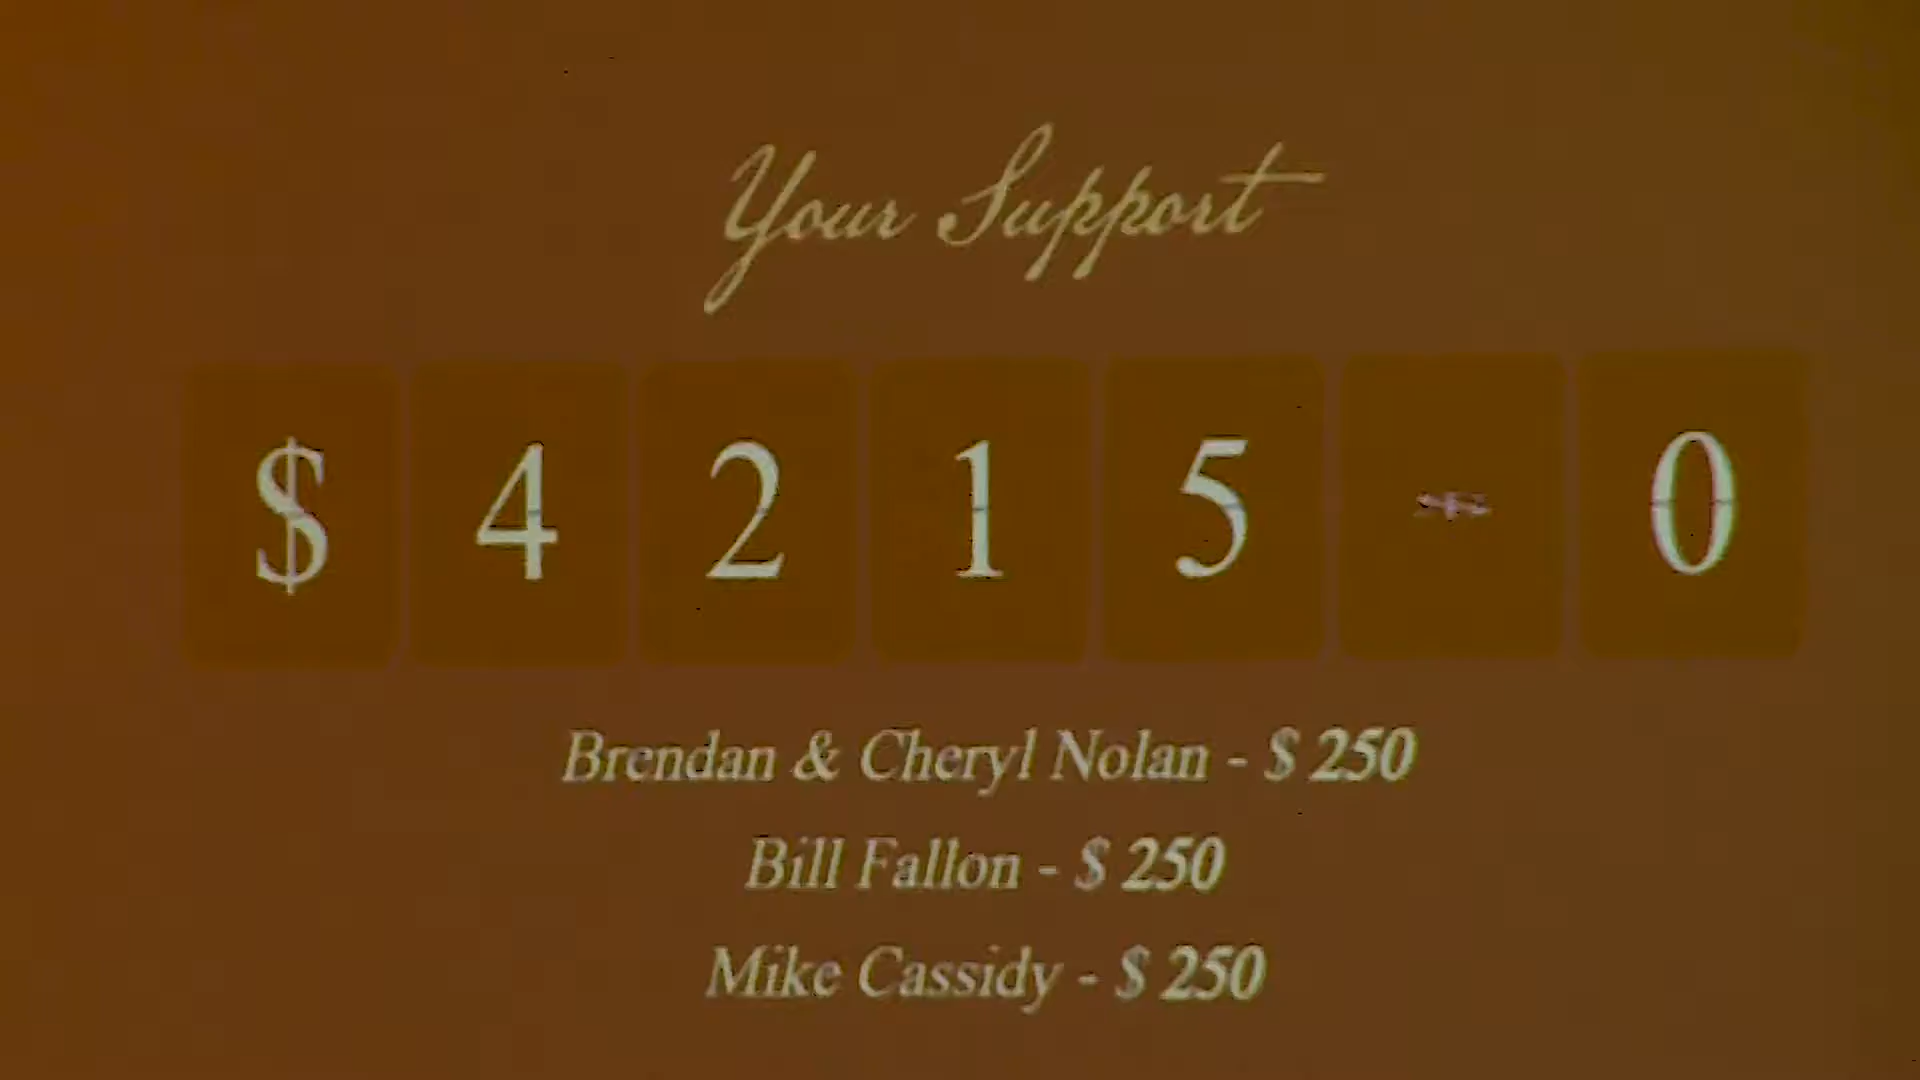 Your Support
$ 4 2 1 5 0
Brendan & Cheryl Nolan - $ 250
Bill Fallon - $ 250
Mike Cassidy - $ 250